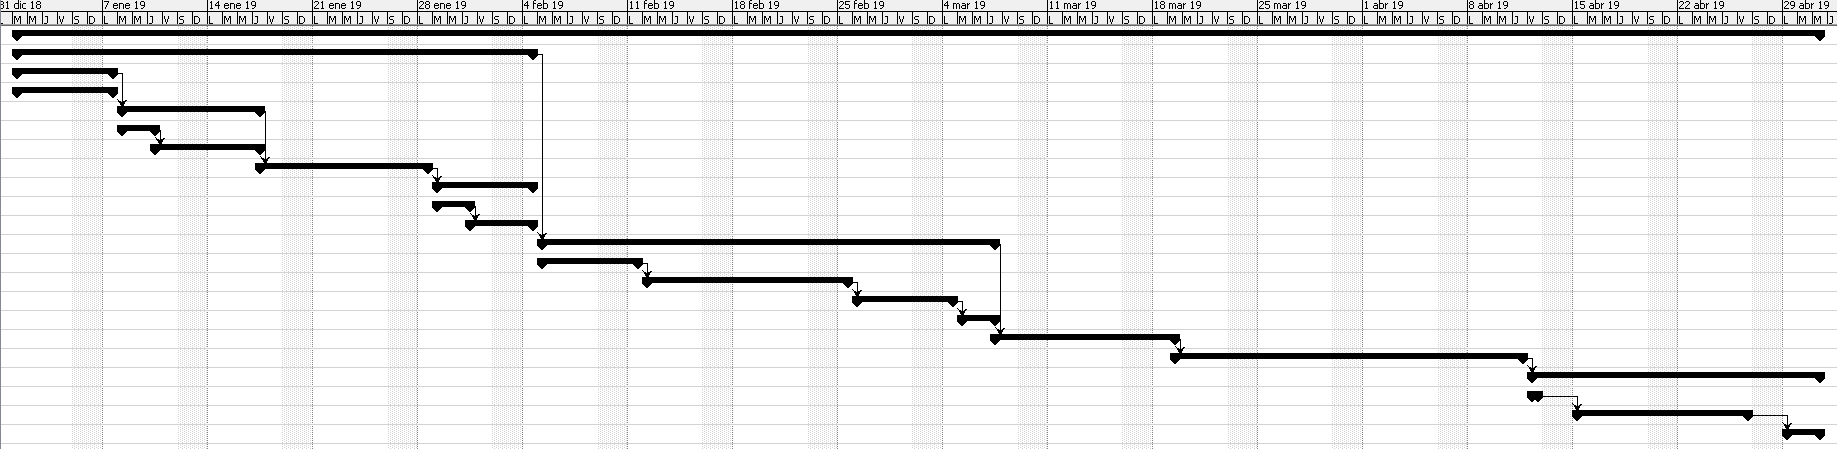 31 dic 18 7 ene 19 14 ene 19 21 ene 19 28 ene 19 4 feb 19 11 feb 19 18 feb 19 25 feb 19 4 mar 19 11 mar 19 18 mar 19 25 mar 19 1 abr 19 8 abr 19 15 abr 19 22 abr 19 29 abr 19
M M J V S D L M M J V S D L M M J V S D L M M J V S D L M M J V S D L M M J V S D L M M J V S D L M M J V S D L M M J V S D L M M J V S D L M M J V S D L M M J V S D L M M J V S D L M M J V S D L M M J V S D L M M J V S D L M M J V S D L M M J